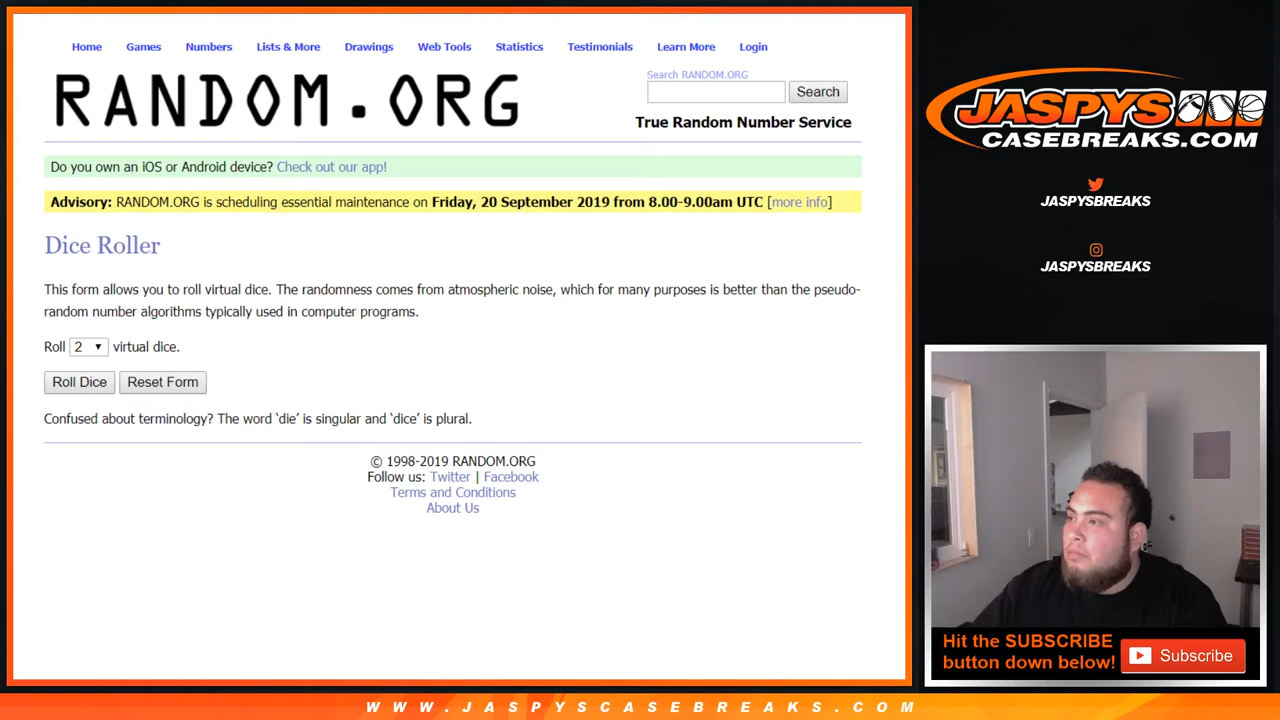 Home Games Numbers Lists & More Drawings Web Tools Statistics Testimonials Learn More Login
RANDOM.ORG
Search RANDOM.ORG
Search
True Random Number Service
Do you own an iOS or Android device? Check out our app!
Advisory: RANDOM.ORG is scheduling essential maintenance on Friday, 20 September 2019 from 8.00-9.00am UTC [more info]
Dice Roller
This form allows you to roll virtual dice. The randomness comes from atmospheric noise, which for many purposes is better than the pseudo-
random number algorithms typically used in computer programs.
Roll 2 virtual dice.
Roll Dice Reset Form
Confused about terminology? The word ‘die’ is singular and ‘dice’ is plural.
© 1998-2019 RANDOM.ORG
Follow us: Twitter | Facebook
Terms and Conditions
About Us
JASPYS
CASEBREAKS.COM
JASPYSBREAKS
JASPYSBREAKS
Hit the SUBSCRIBE
button down below!
Subscribe
WWW.JASPYSCASEBREAKS.COM